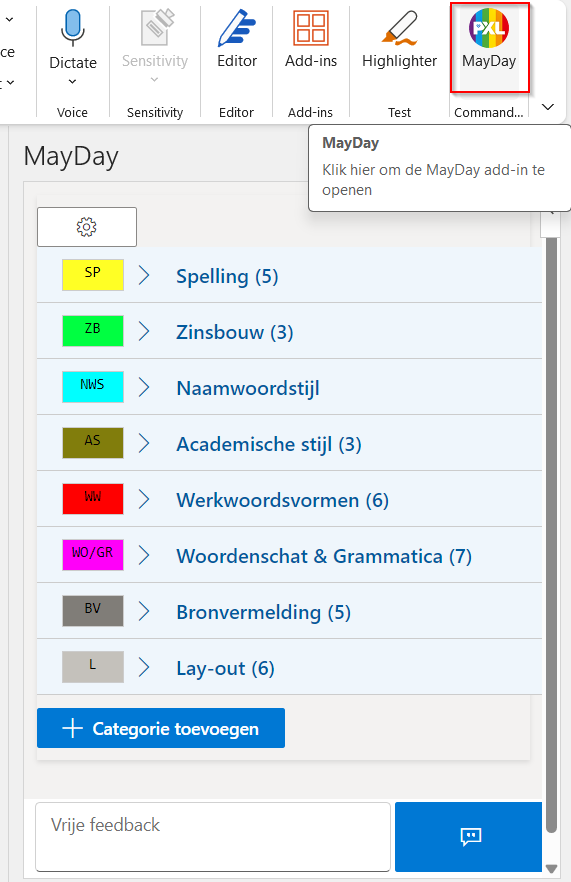 ce
Dictate
Sensitivity
Editor
Add-ins
Highlighter
PXL
MayDay
Voice
Sensitivity
Editor
Add-ins
Test
Command...
MayDay
MayDay
Klik hier om de MayDay add-in te
openen
SP Spelling (5)
ZB Zinsbouw (3)
NWS Naamwoordstijl
AS Academische stijl (3)
WW Werkwoordsvormen (6)
WO/GR Woordenschat & Grammatica (7)
BV Bronvermelding (5)
L Lay-out (6)
Categorie toevoegen
Vrije feedback